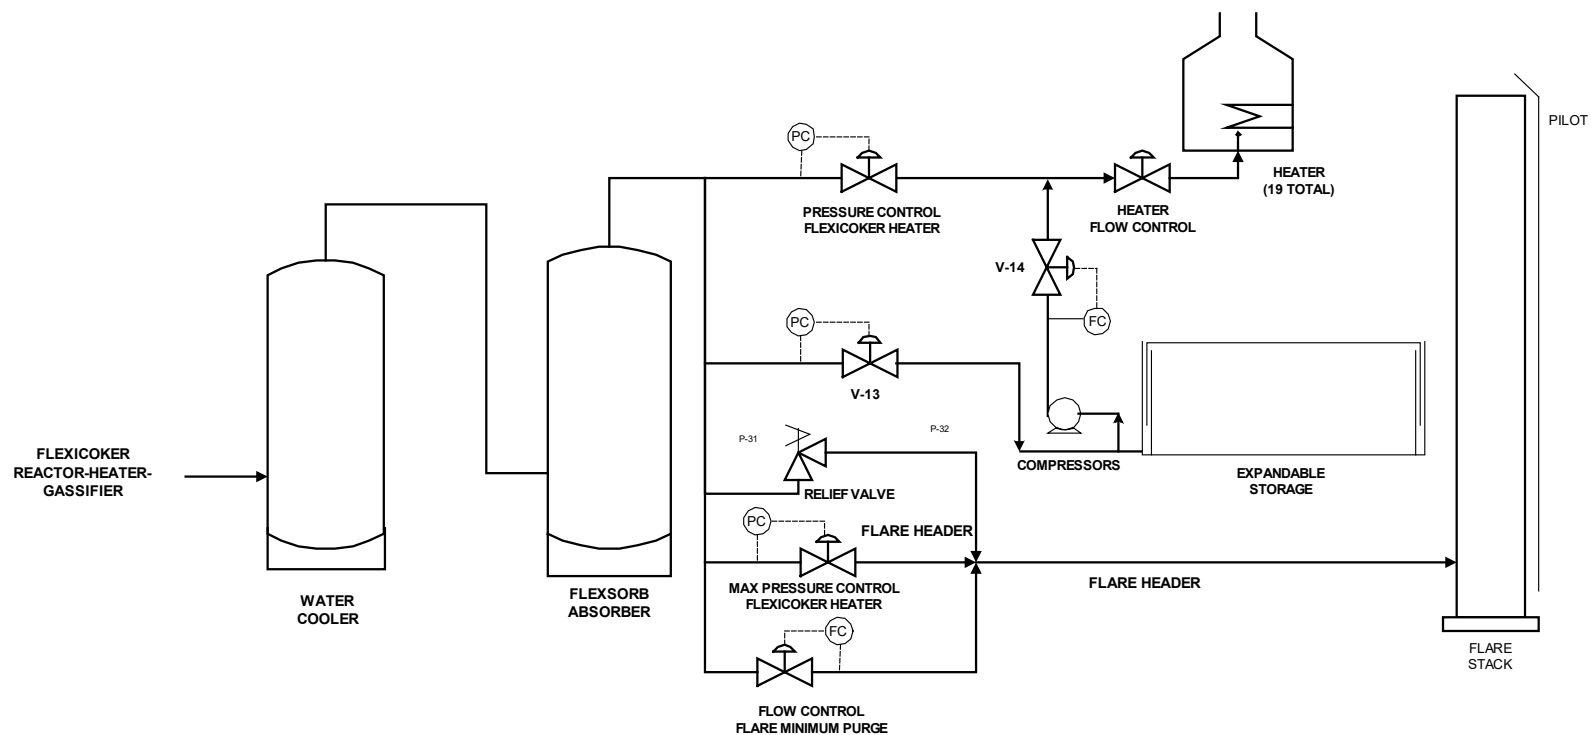 PILOT
PC
HEATER
(19 TOTAL)
PRESSURE CONTROL
FLEXICOKER HEATER
HEATER
FLOW CONTROL
V-14
PC
FC
V-13
P-31
P-32
FLEXICOKER
REACTOR-HEATER-
GASSIFIER
COMPRESSORS
EXPANDABLE
STORAGE
RELIEF VALVE
PC
FLARE HEADER
FLARE HEADER
MAX PRESSURE CONTROL
FLEXICOKER HEATER
WATER
COOLER
FLEXSORB
ABSORBER
FC
FLARE
STACK
FLOW CONTROL
FLARE MINIMUM PURGE